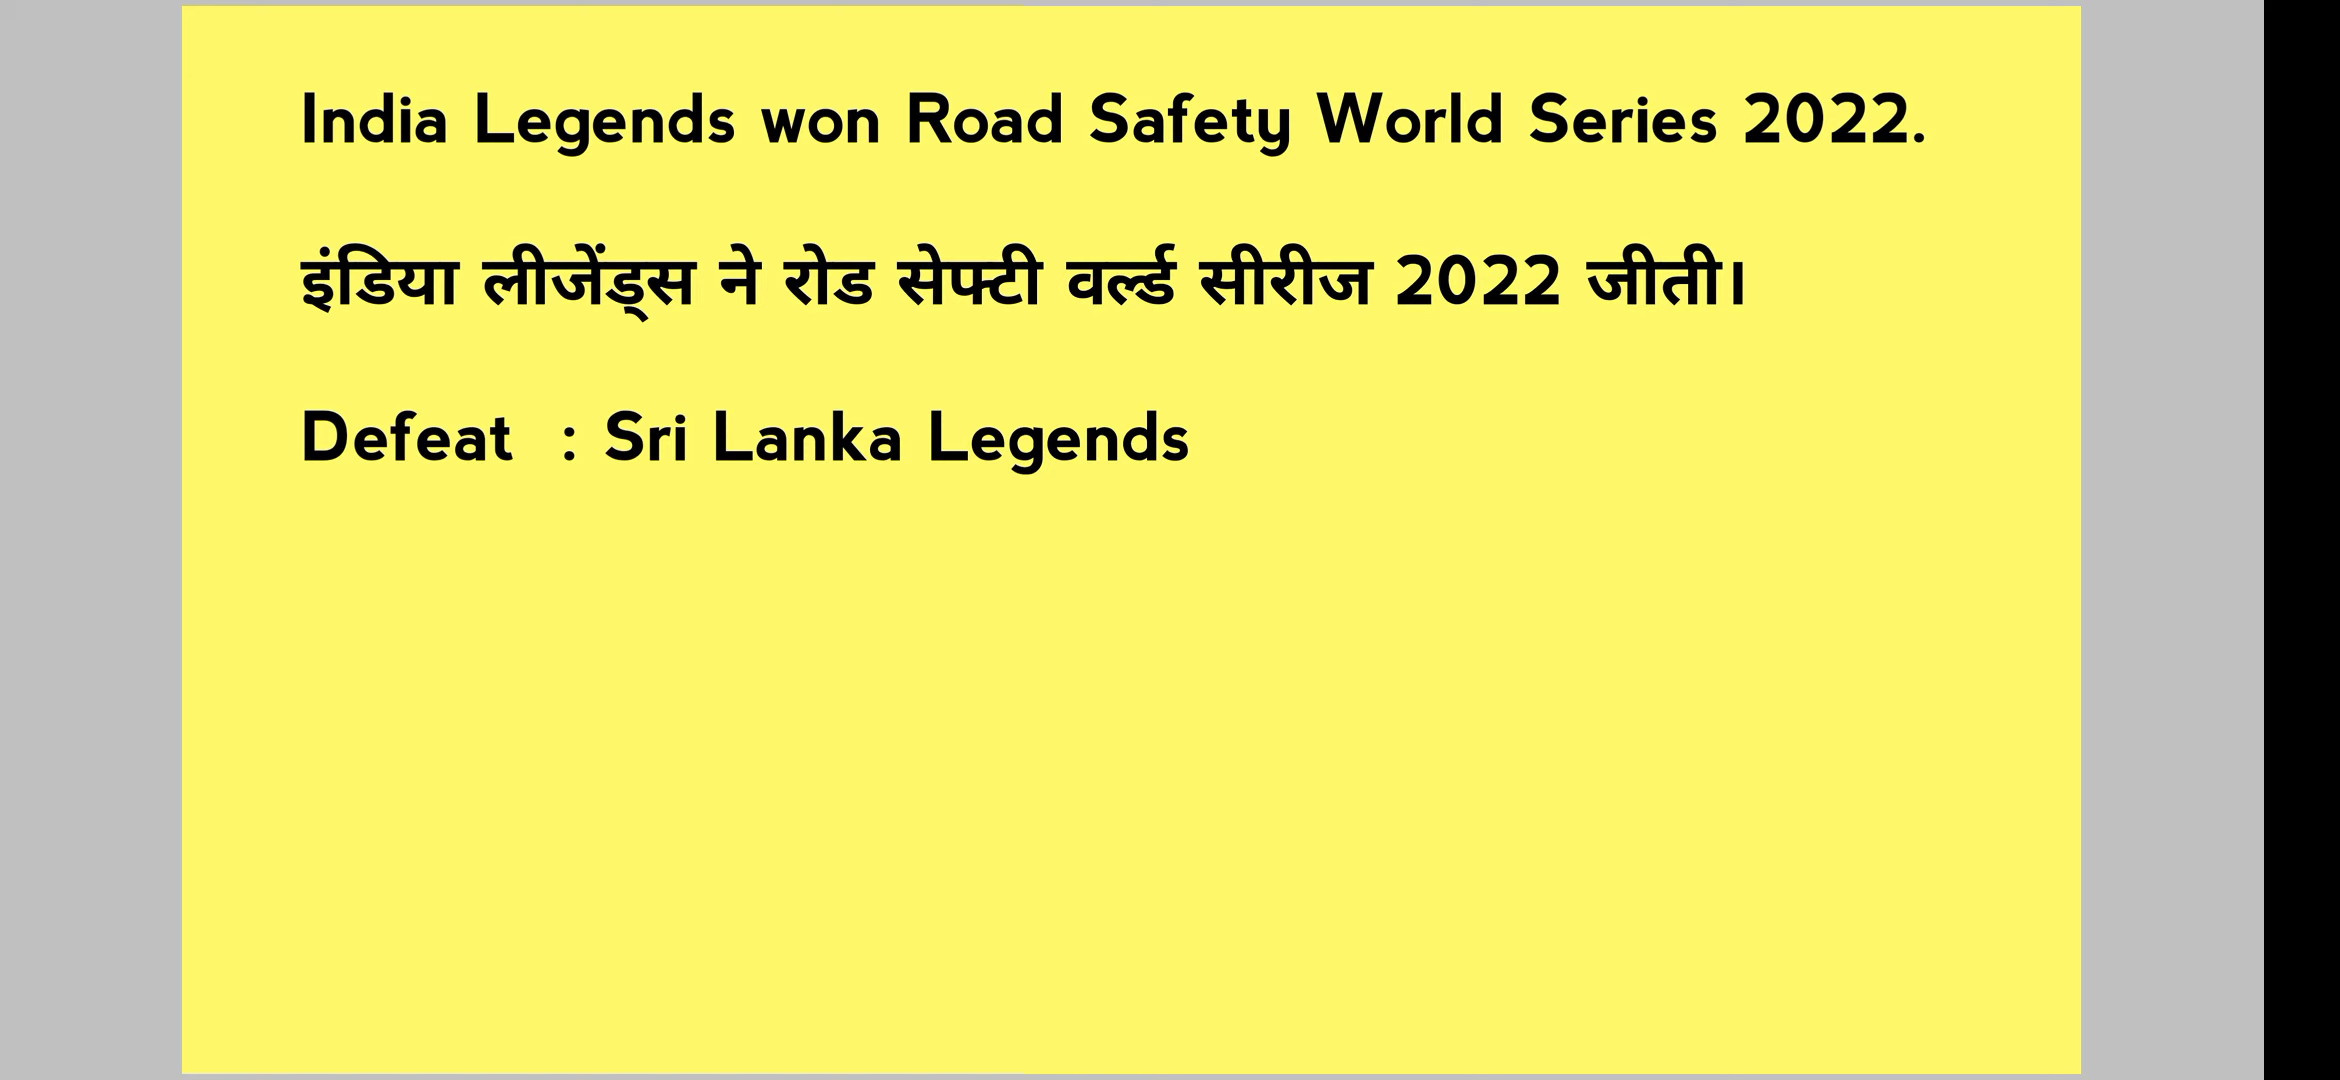 India Legends won Road Safety World Series 2022.
इंडिया लीजेंड्स ने रोड सेफ्टी वर्ल्ड सीरीज 2022 जीती।
Defeat : Sri Lanka Legends